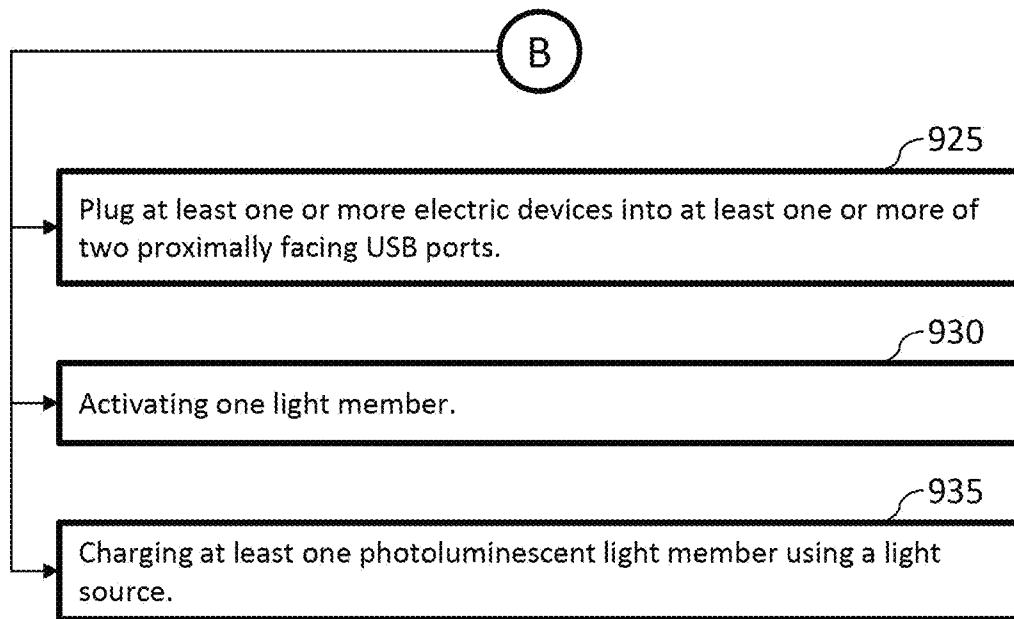 B
925
Plug at least one or more electric devices into at least one or more of
two proximally facing USB ports.
930
Activating one light member.
935
Charging at least one photoluminescent light member using a light
source.